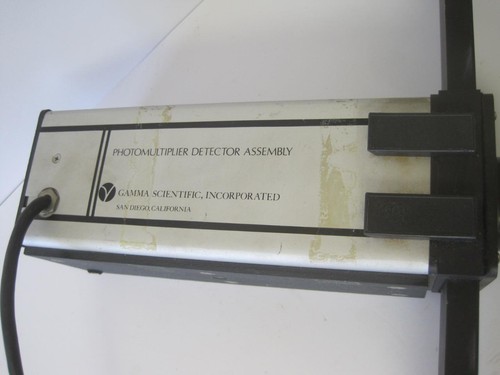 PHOTOMULTIPLIER DETECTOR ASSEMBLY
GAMMA SCIENTIFIC, INCORPORATED
SAN DIEGO, CALIFORNIA